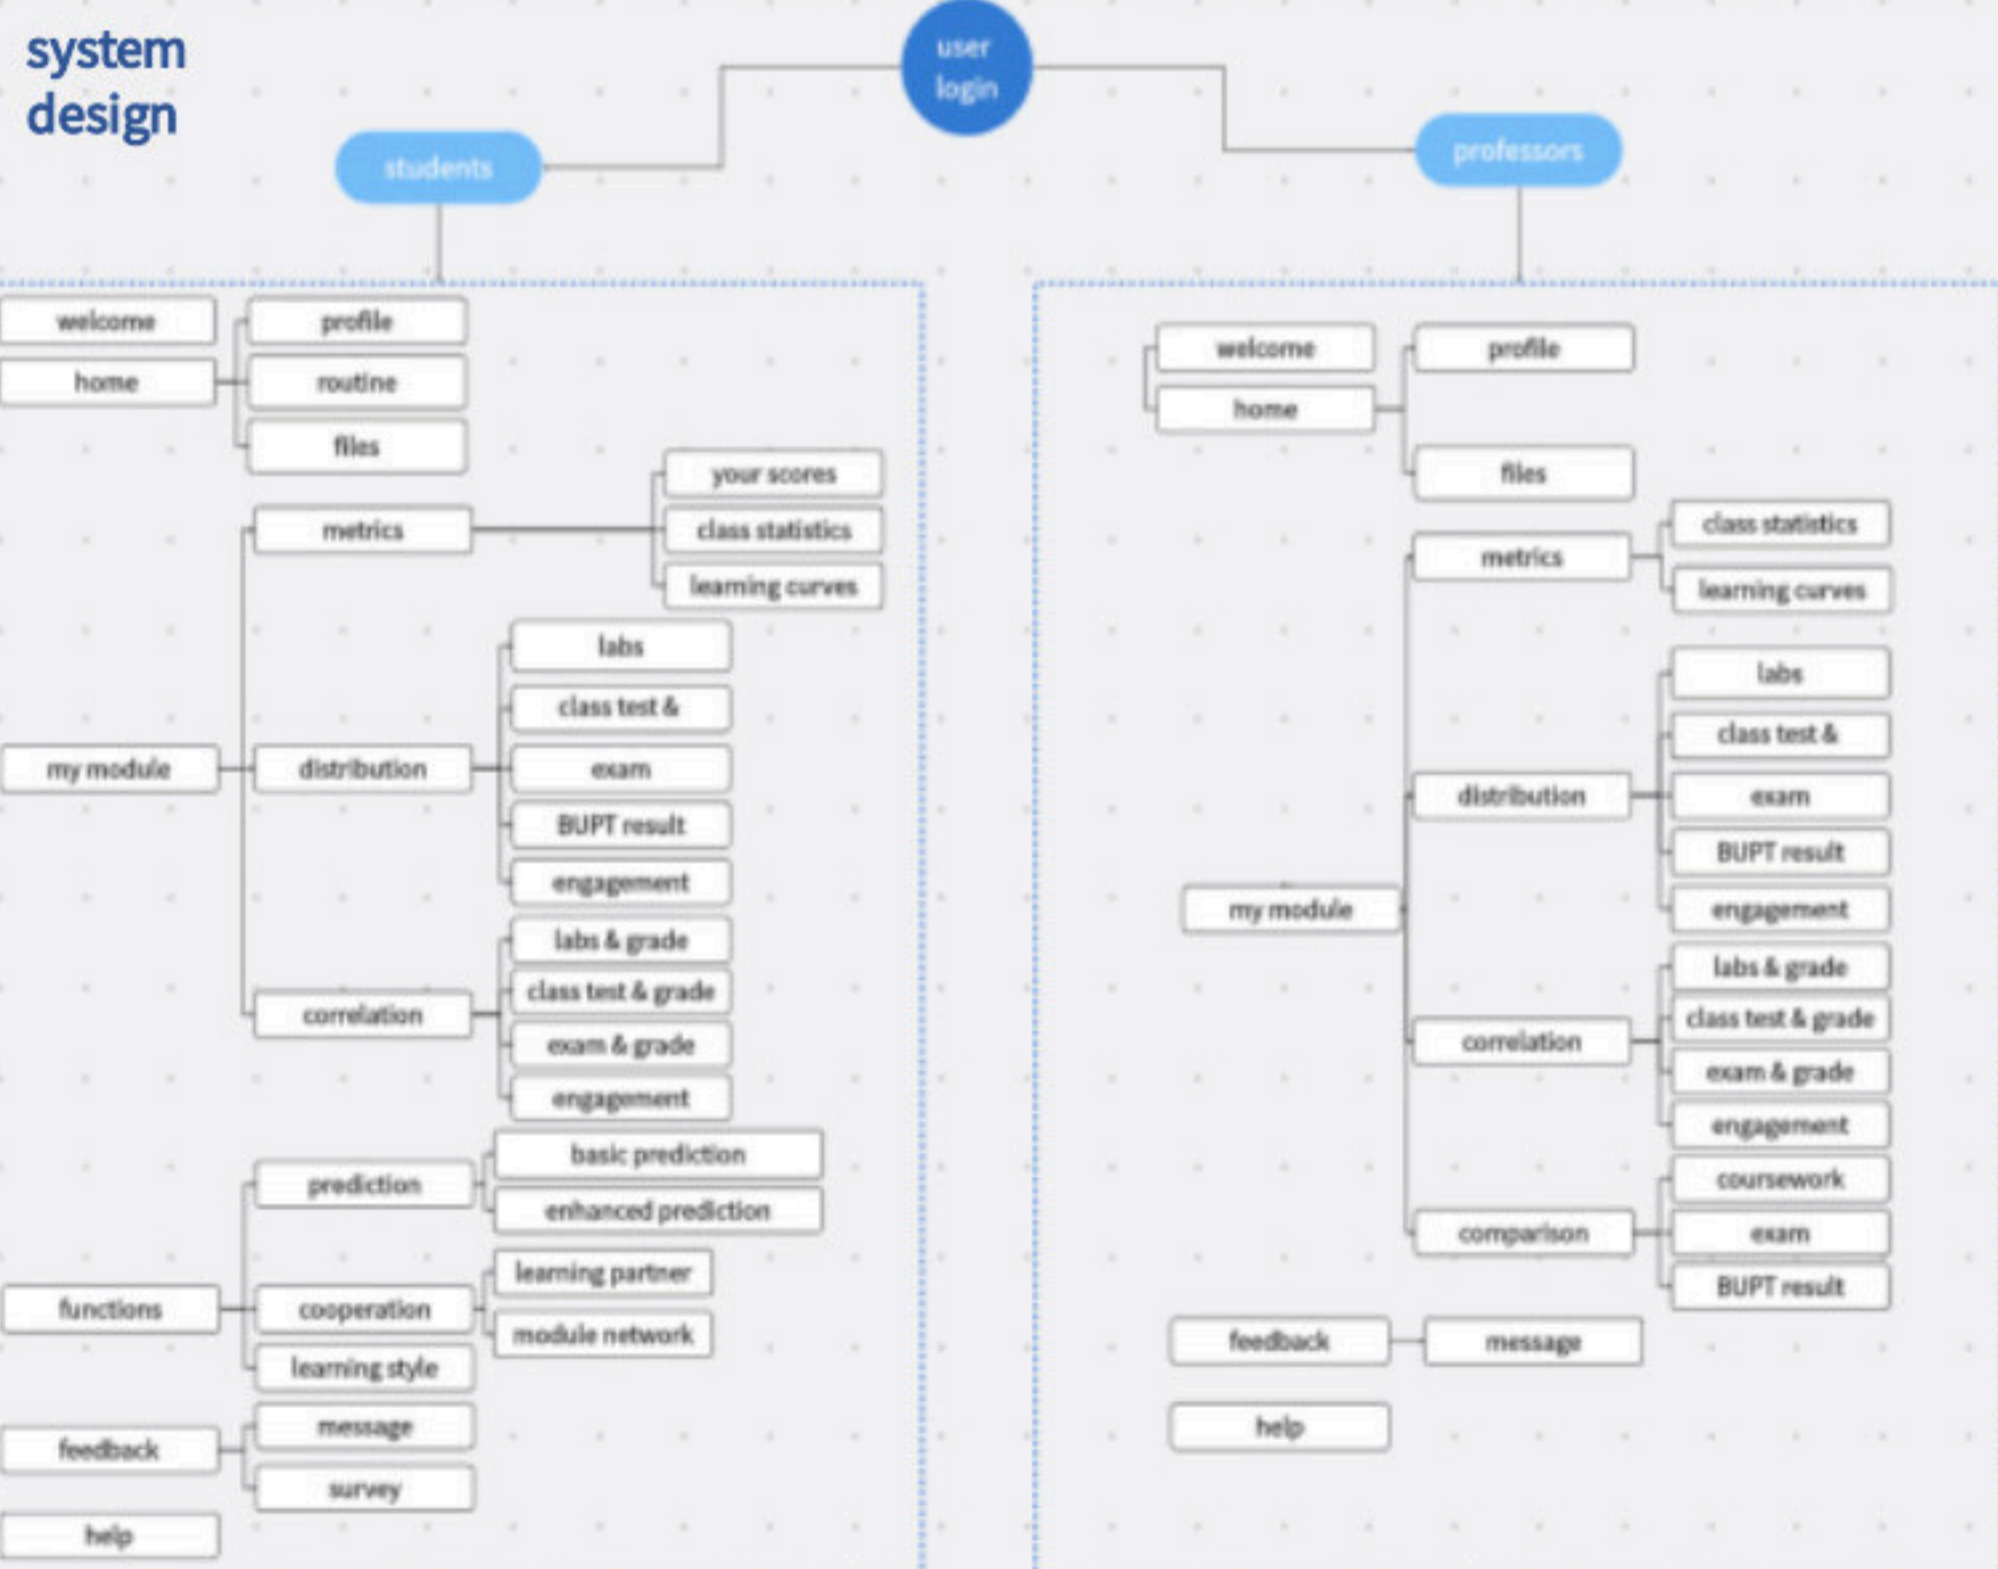 system
design
user
login
students
professors
welcome
profile
home
routine
files
metrics
your scores
class statistics
learning curves
my module
distribution
labs
class test &
exam
BUPT result
engagement
correlation
labs & grade
class test & grade
exam & grade
engagement
functions
prediction
basic prediction
enhanced prediction
cooperation
learning partner
module network
learning style
feedback
message
survey
help
welcome
profile
home
files
my module
metrics
class statistics
learning curves
distribution
labs
class test &
exam
BUPT result
engagement
correlation
labs & grade
class test & grade
exam & grade
engagement
comparison
coursework
exam
BUPT result
feedback
message
help